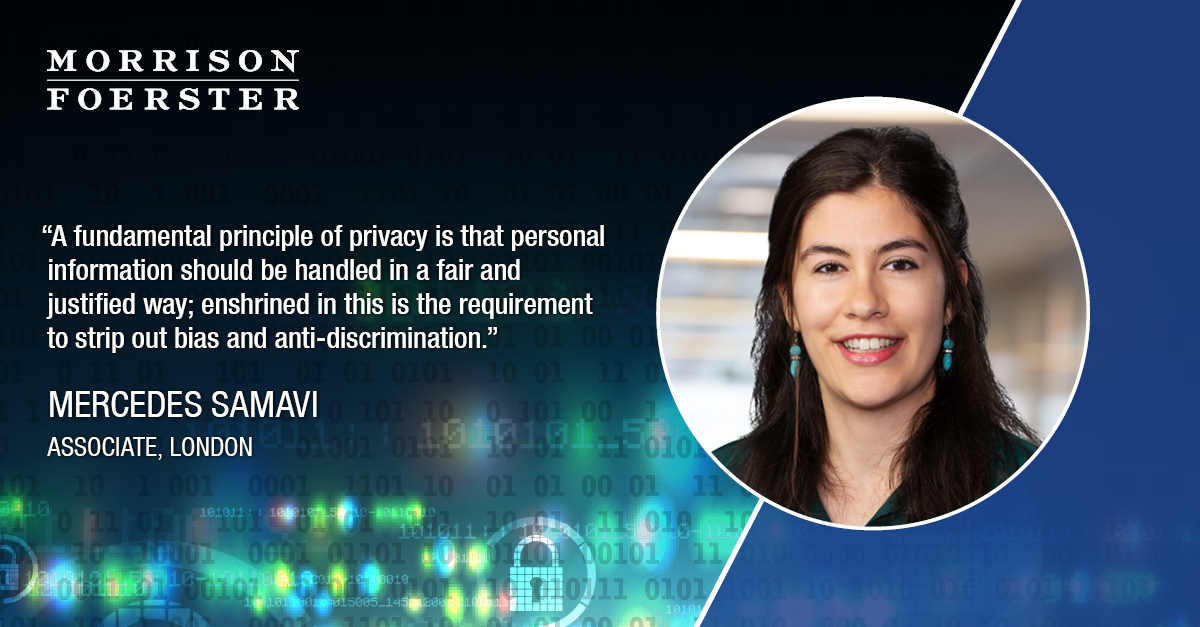 MORRISON
FOERSTER
“A fundamental principle of privacy is that personal
information should be handled in a fair and
justified way; enshrined in this is the requirement
to strip out bias and anti-discrimination.”
MERCEDES SAMAVI
ASSOCIATE, LONDON